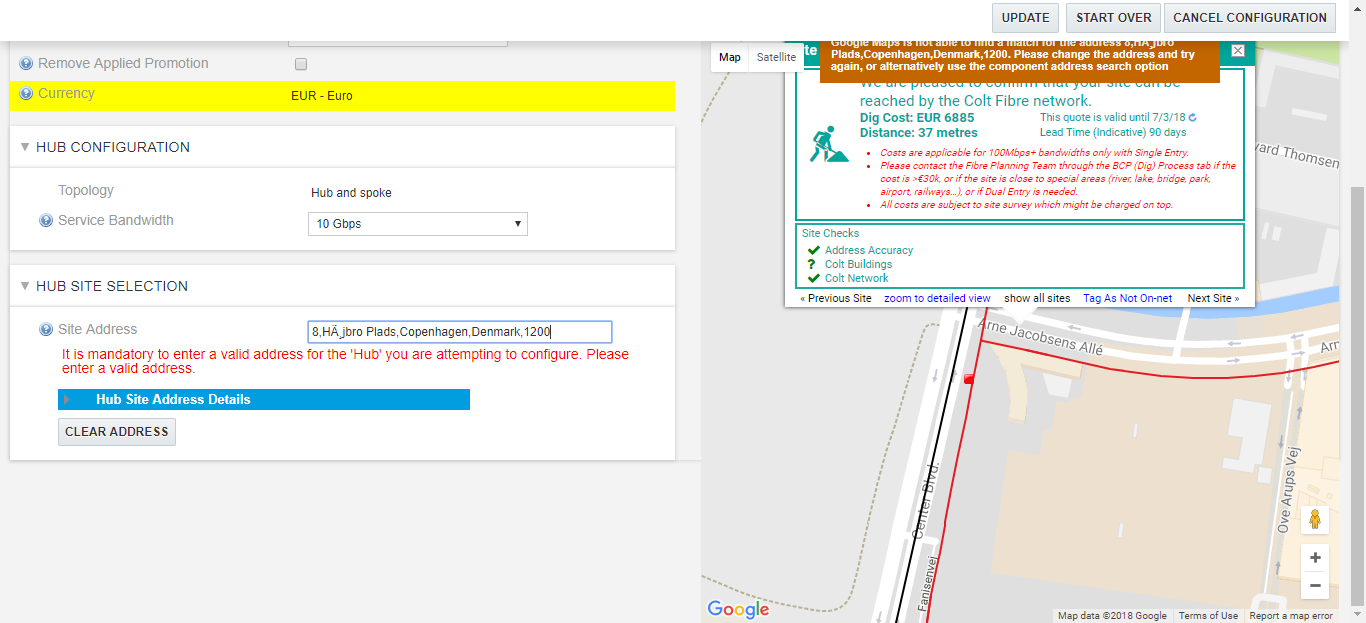 UPDATE
START OVER
CANCEL CONFIGURATION
Remove Applied Promotion
Currency
EUR - Euro
HUB CONFIGURATION
Topology
Hub and spoke
Service Bandwidth
10 Gbps
HUB SITE SELECTION
Site Address
8,HÃ¸jbro Plads,Copenhagen,Denmark,1200
It is mandatory to enter a valid address for the 'Hub' you are attempting to configure. Please
enter a valid address.
Hub Site Address Details
CLEAR ADDRESS
Map
Satellite
Google Maps is not able to find a match for the address 8,HÃ¸jbro
Plads,Copenhagen,Denmark,1200. Please change the address and try
again, or alternatively use the component address search option
We are pleased to confirm that your site can be
reached by the Colt Fibre network.
Dig Cost: EUR 6885
This quote is valid until 7/3/18
Distance: 37 metres
Lead Time (Indicative) 90 days
Costs are applicable for 100Mbps+ bandwidths only with Single Entry.
Please contact the Fibre Planning Team through the BCP (Dig) Process tab if the
cost is >€30k, or if the site is close to special areas (river, lake, bridge, park,
airport, railways...), or if Dual Entry is needed.
All costs are subject to site survey which might be charged on top.
Site Checks
Address Accuracy
? Colt Buildings
Colt Network
« Previous Site
zoom to detailed view
show all sites
Tag As Not On-net
Next Site »
vard Thomsen
Arne Jacobsens Allé
Arn
Center Blvd.
Ove Arups Vej
Fanisenvej
+
−
Google
Map data ©2018 Google
Terms of Use
Report a map error